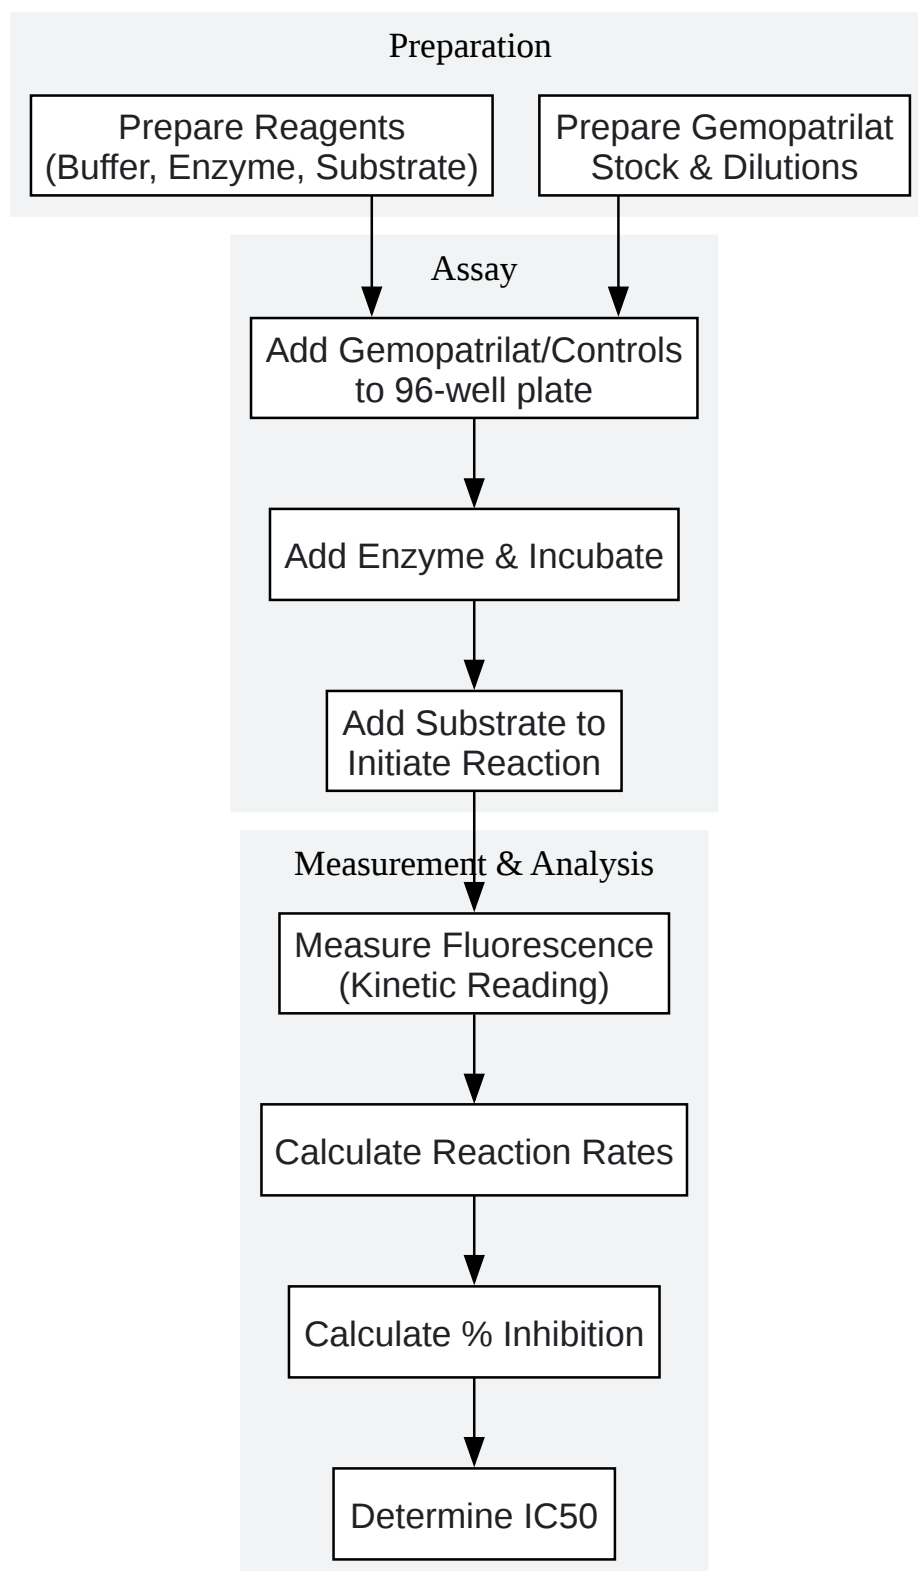 Preparation
Prepare Reagents
(Buffer, Enzyme, Substrate)
Prepare Gemopatrilat
Stock & Dilutions
Assay
Add Gemopatrilat/Controls
to 96-well plate
Add Enzyme & Incubate
Add Substrate to
Initiate Reaction
Measurement & Analysis
Measure Fluorescence
(Kinetic Reading)
Calculate Reaction Rates
Calculate % Inhibition
Determine IC50